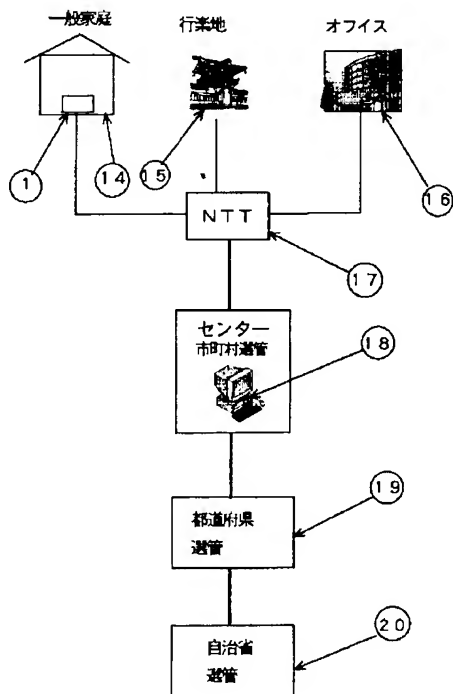 一般家庭
行楽地
オフィス
1
14
15
16
NTT
17
センター
市町村選管
18
都道府県
選管
19
自治省
選管
20